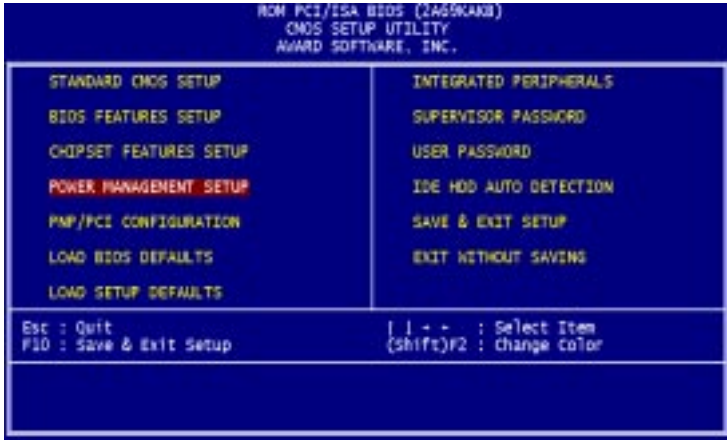 ROM PCI/ISA BIOS (2A69KAKB)
CMOS SETUP UTILITY
AWARD SOFTWARE, INC.
STANDARD CMOS SETUP
BIOS FEATURES SETUP
CHIPSET FEATURES SETUP
POWER MANAGEMENT SETUP
PNP/PCI CONFIGURATION
LOAD BIOS DEFAULTS
LOAD SETUP DEFAULTS
INTEGRATED PERIPHERALS
SUPERVISOR PASSWORD
USER PASSWORD
IDE HDD AUTO DETECTION
SAVE & EXIT SETUP
EXIT WITHOUT SAVING
Esc : Quit
F10 : Save & Exit Setup
: Select Item
(Shift)F2 : Change Color